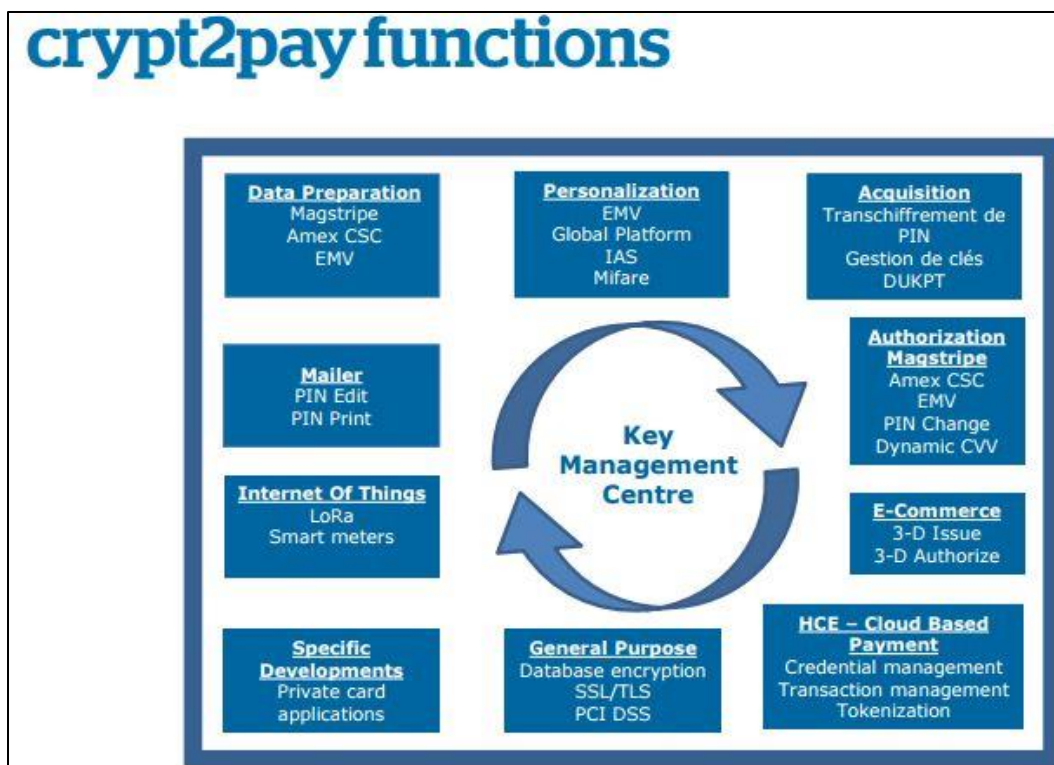 crypt2pay functions
Data Preparation
Magstripe
Amex CSC
EMV
Personalization
EMV
Global Platform
IAS
Mifare
Acquisition
Transchiffrement de
PIN
Gestion de clés
DUKPT
Mailer
PIN Edit
PIN Print
Key
Management
Centre
Authorization
Magstripe
Amex CSC
EMV
PIN Change
Dynamic CVV
Internet Of Things
LoRa
Smart meters
E-Commerce
3-D Issue
3-D Authorize
Specific
Developments
Private card
applications
General Purpose
Database encryption
SSL/TLS
PCI DSS
HCE – Cloud Based
Payment
Credential management
Transaction management
Tokenization